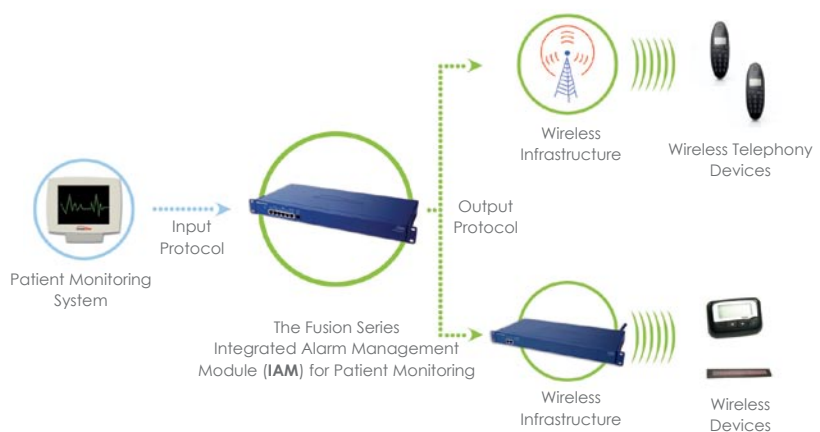 Patient Monitoring
System
Input
Protocol
The Fusion Series
Integrated Alarm Management
Module (IAM) for Patient Monitoring
Output
Protocol
Wireless
Infrastructure
Wireless Telephony
Devices
Wireless
Infrastructure
Wireless
Devices